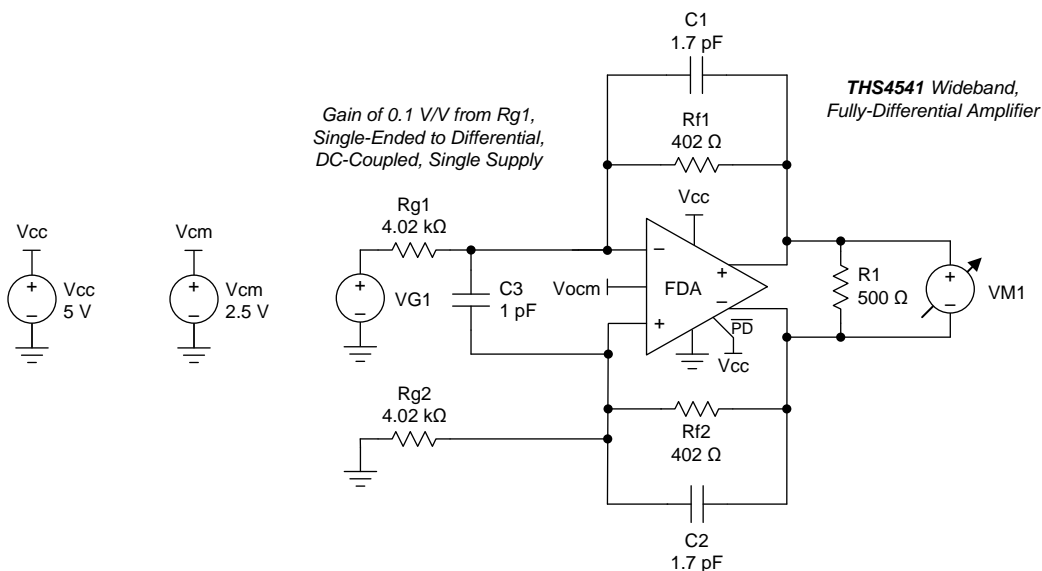 C1
1.7 pF
THS4541 Wideband,
Fully-Differential Amplifier
Gain of 0.1 V/V from Rg1,
Single-Ended to Differential,
DC-Coupled, Single Supply
Rf1
402 Ω
Vcc
Rg1
4.02 kΩ
Vcc
Vcm
+
−
Vcc
5 V
+
−
Vcm
2.5 V
+
−
VG1
C3
1 pF
Vocm
−
+
FDA
+
−
PD
Vcc
R1
500 Ω
+
−
VM1
Rg2
4.02 kΩ
Rf2
402 Ω
C2
1.7 pF